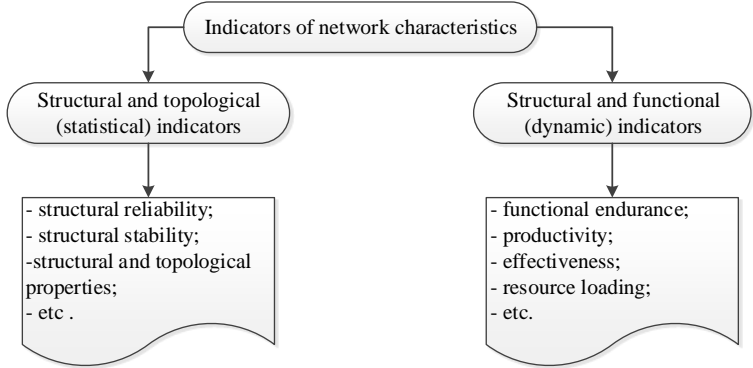 Indicators of network characteristics
Structural and topological
(statistical) indicators
Structural and functional
(dynamic) indicators
- structural reliability;
- structural stability;
-structural and topological
properties;
- etc .
- functional endurance;
- productivity;
- effectiveness;
- resource loading;
- etc.